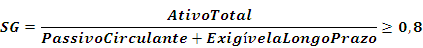 SG = AtivoTotal / PassivoCirculante + ExigívelaLongoPrazo ≥ 0,8